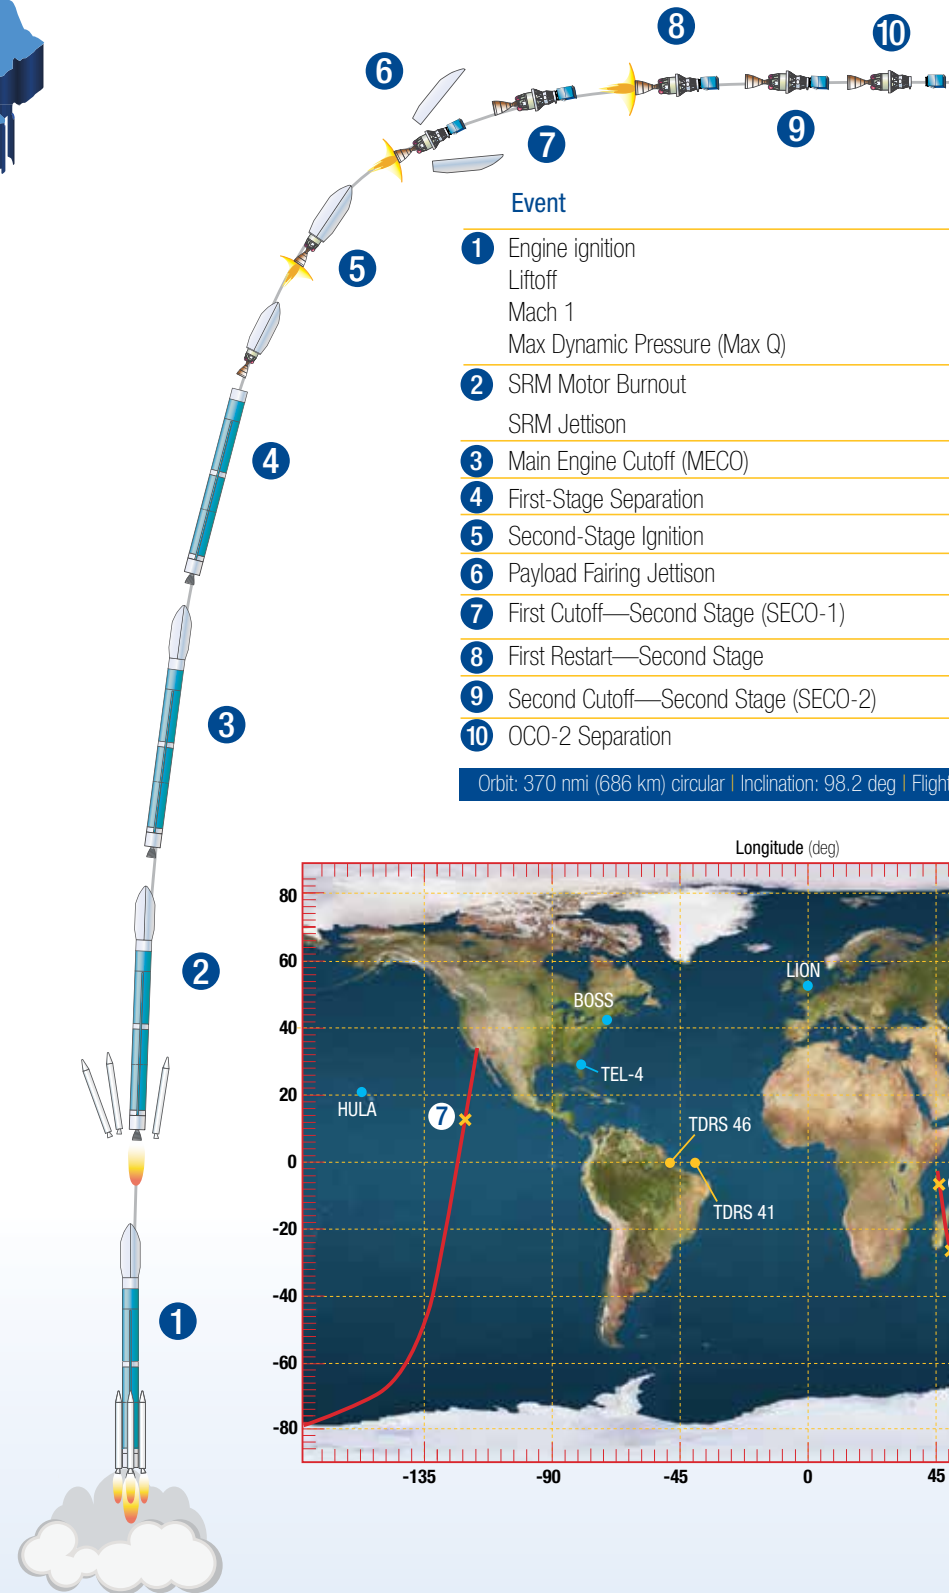 8
10
6
7
9
Event
5
1 Engine ignition
Liftoff
Mach 1
Max Dynamic Pressure (Max Q)
2 SRM Motor Burnout
SRM Jettison
4
3 Main Engine Cutoff (MECO)
4 First-Stage Separation
5 Second-Stage Ignition
6 Payload Fairing Jettison
7 First Cutoff—Second Stage (SECO-1)
8 First Restart—Second Stage
9 Second Cutoff—Second Stage (SECO-2)
10 OCO-2 Separation
3
Orbit: 370 nmi (686 km) circular | Inclination: 98.2 deg | Flight
Longitude (deg)
80
60
2
LION
BOSS
40
TEL-4
20
HULA
7
TDRS 46
0
TDRS 41
-20
-40
1
-60
-80
-135 -90 -45 0 45